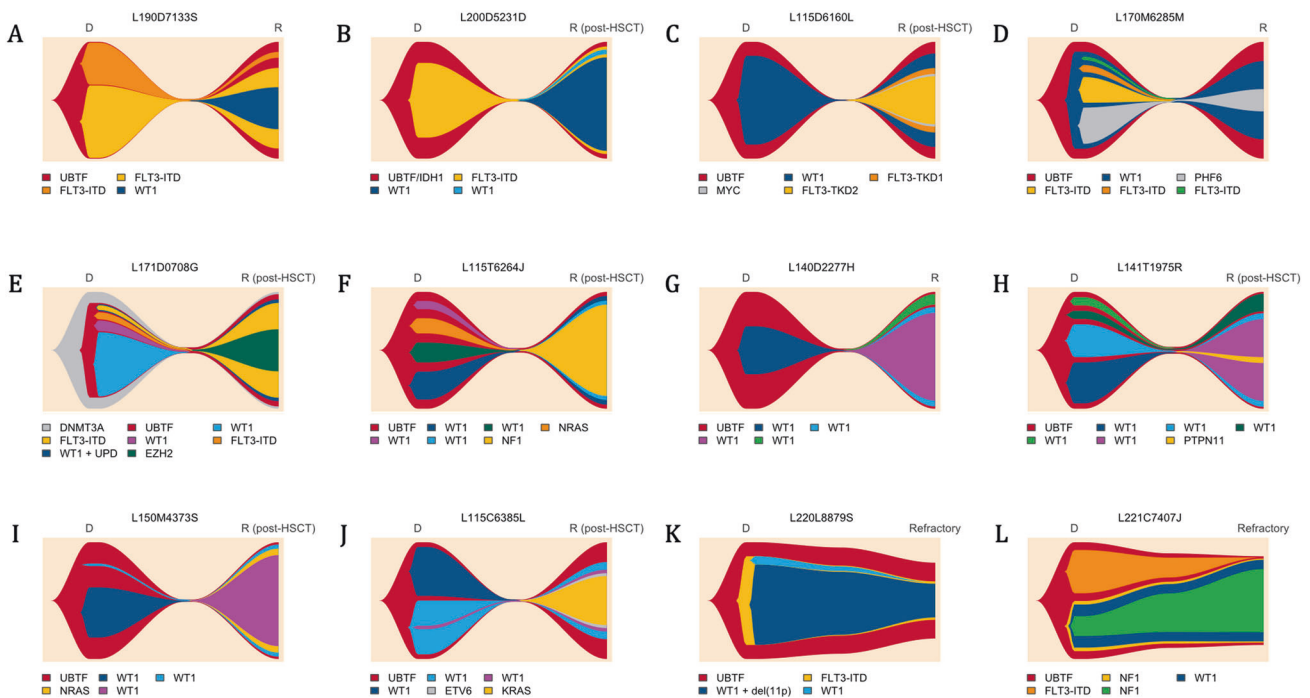 A
L190D7133S
D R
UBTF FLT3-ITD
FLT3-ITD WT1
B
L200D5231D
D R (post-HSCT)
UBTF/IDH1 FLT3-ITD
WT1 WT1
C
L115D6160L
D R (post-HSCT)
UBTF WT1 FLT3-TKD1
MYC FLT3-TKD2
D
L170M6285M
D R
UBTF WT1 PHF6
FLT3-ITD FLT3-ITD FLT3-ITD
E
L171D0708G
D R (post-HSCT)
DNMT3A UBTF WT1
FLT3-ITD WT1 FLT3-ITD
WT1 + UPD EZH2
F
L115T6264J
D R (post-HSCT)
UBTF WT1 WT1 NRAS
WT1 WT1 NF1
G
L140D2277H
D R
UBTF WT1 WT1
WT1 WT1
H
L141T1975R
D R (post-HSCT)
UBTF WT1 WT1 WT1
WT1 WT1 PTPN11
I
L150M4373S
D R (post-HSCT)
UBTF WT1 WT1
NRAS WT1
J
L115C6385L
D R (post-HSCT)
UBTF WT1 WT1
WT1 ETV6 KRAS
K
L220L8879S
D Refractory
UBTF FLT3-ITD
WT1 + del(11p) WT1
L
L221C7407J
D Refractory
UBTF NF1 WT1
FLT3-ITD NF1